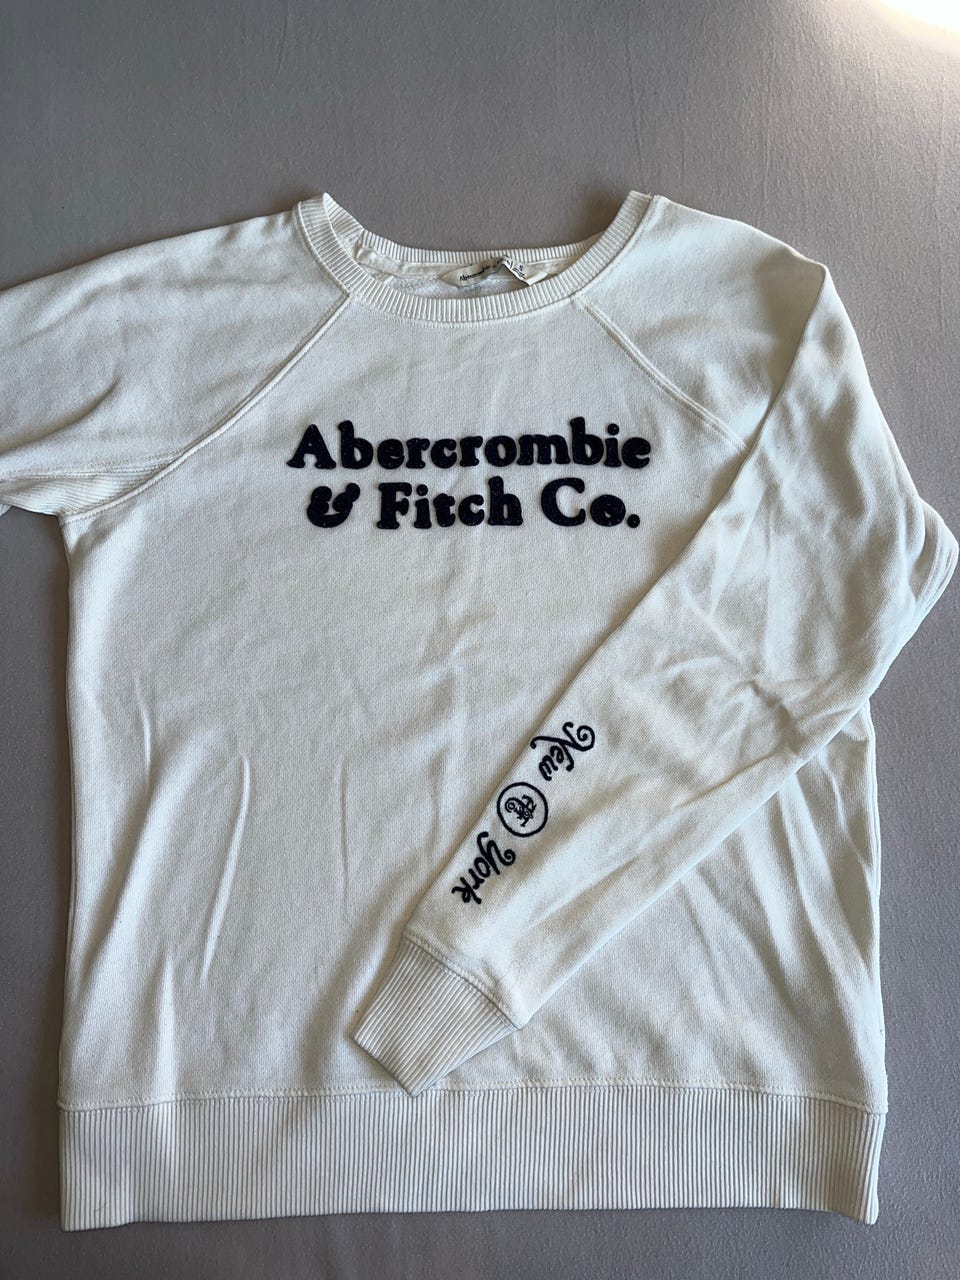 Abercrombie
& Fitch Co.
New
York